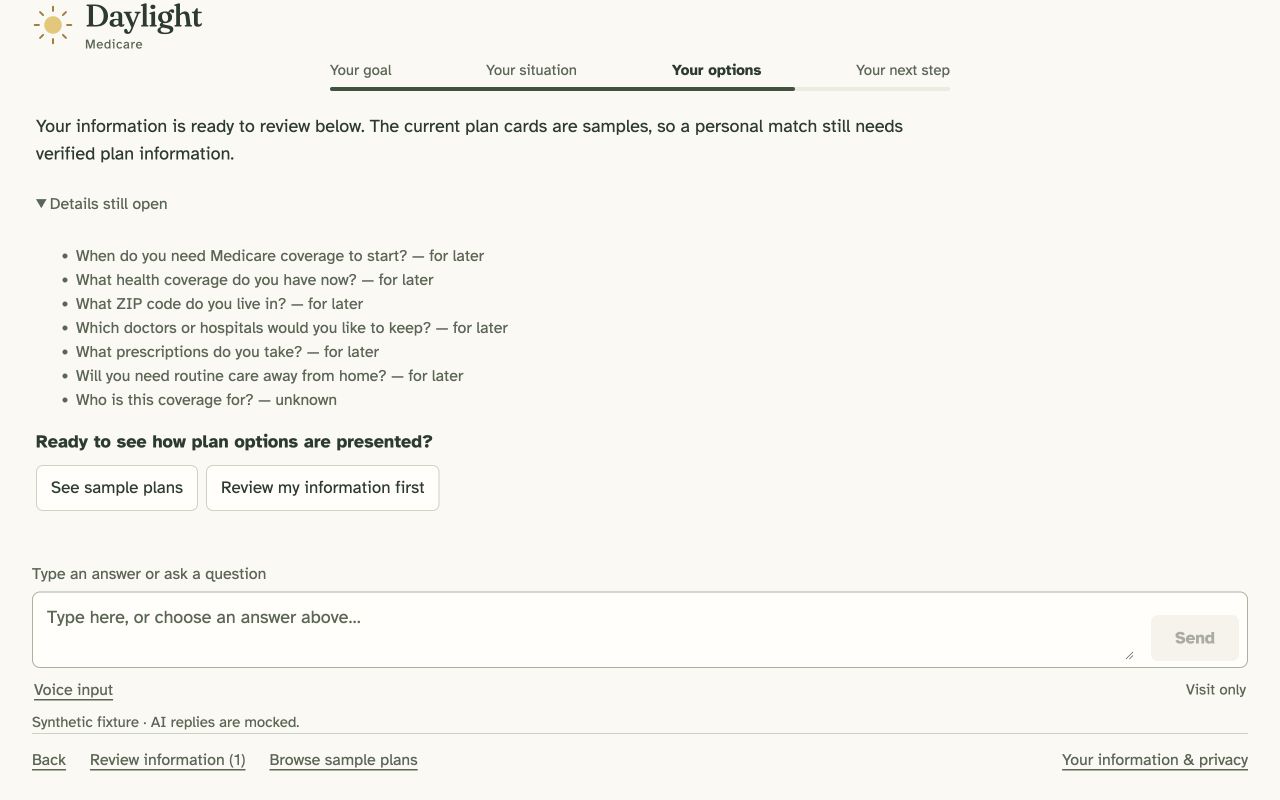 Daylight
Medicare
Your goal
Your situation
Your options
Your next step
Your information is ready to review below. The current plan cards are samples, so a personal match still needs
verified plan information.
▼ Details still open
• When do you need Medicare coverage to start? — for later
• What health coverage do you have now? — for later
• What ZIP code do you live in? — for later
• Which doctors or hospitals would you like to keep? — for later
• What prescriptions do you take? — for later
• Will you need routine care away from home? — for later
• Who is this coverage for? — unknown
Ready to see how plan options are presented?
See sample plans
Review my information first
Type an answer or ask a question
Type here, or choose an answer above...
Send
Voice input
Visit only
Synthetic fixture · AI replies are mocked.
Back
Review information (1)
Browse sample plans
Your information & privacy